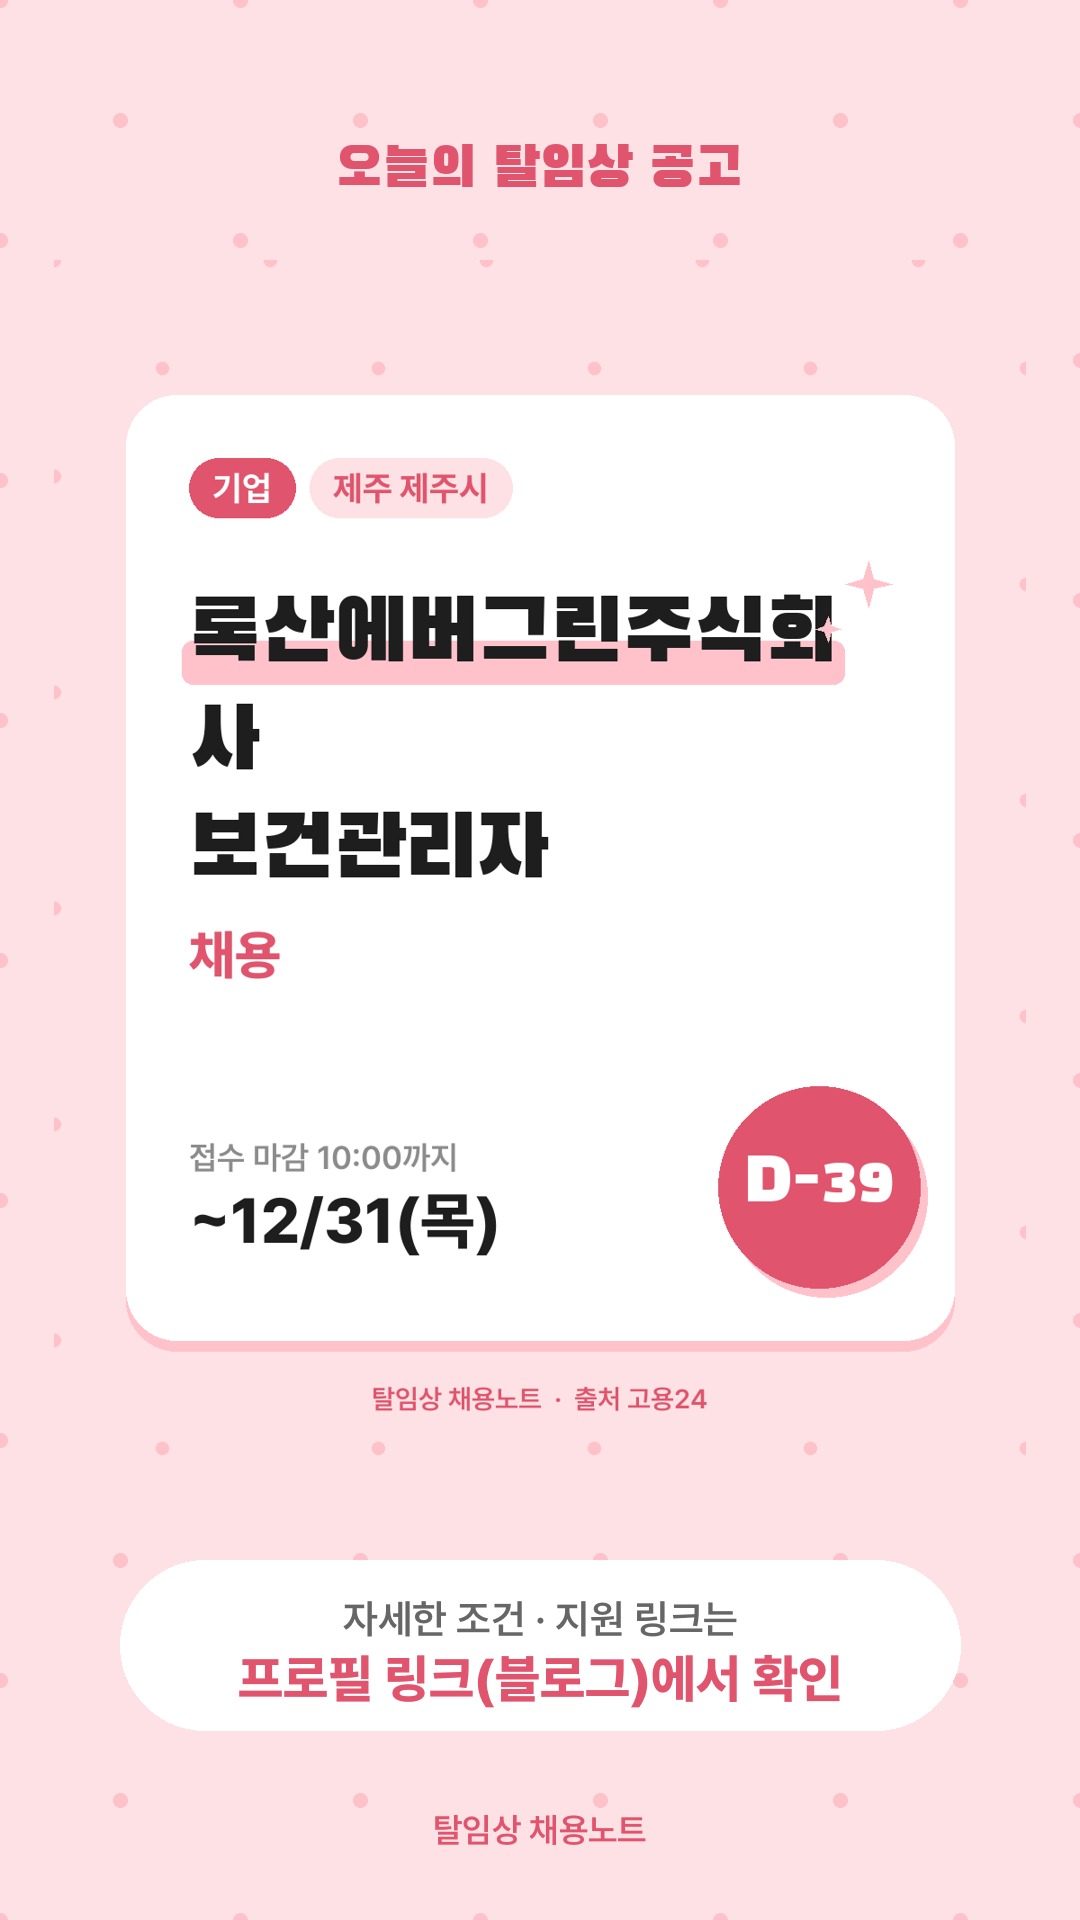 오늘의 탈임상 공고
기업 제주 제주시
록산에버그린주식회
사
보건관리자
채용
접수 마감 10:00까지
~12/31(목)
D-39
탈임상 채용노트 · 출처 고용24
자세한 조건 · 지원 링크는
프로필 링크(블로그)에서 확인
탈임상 채용노트